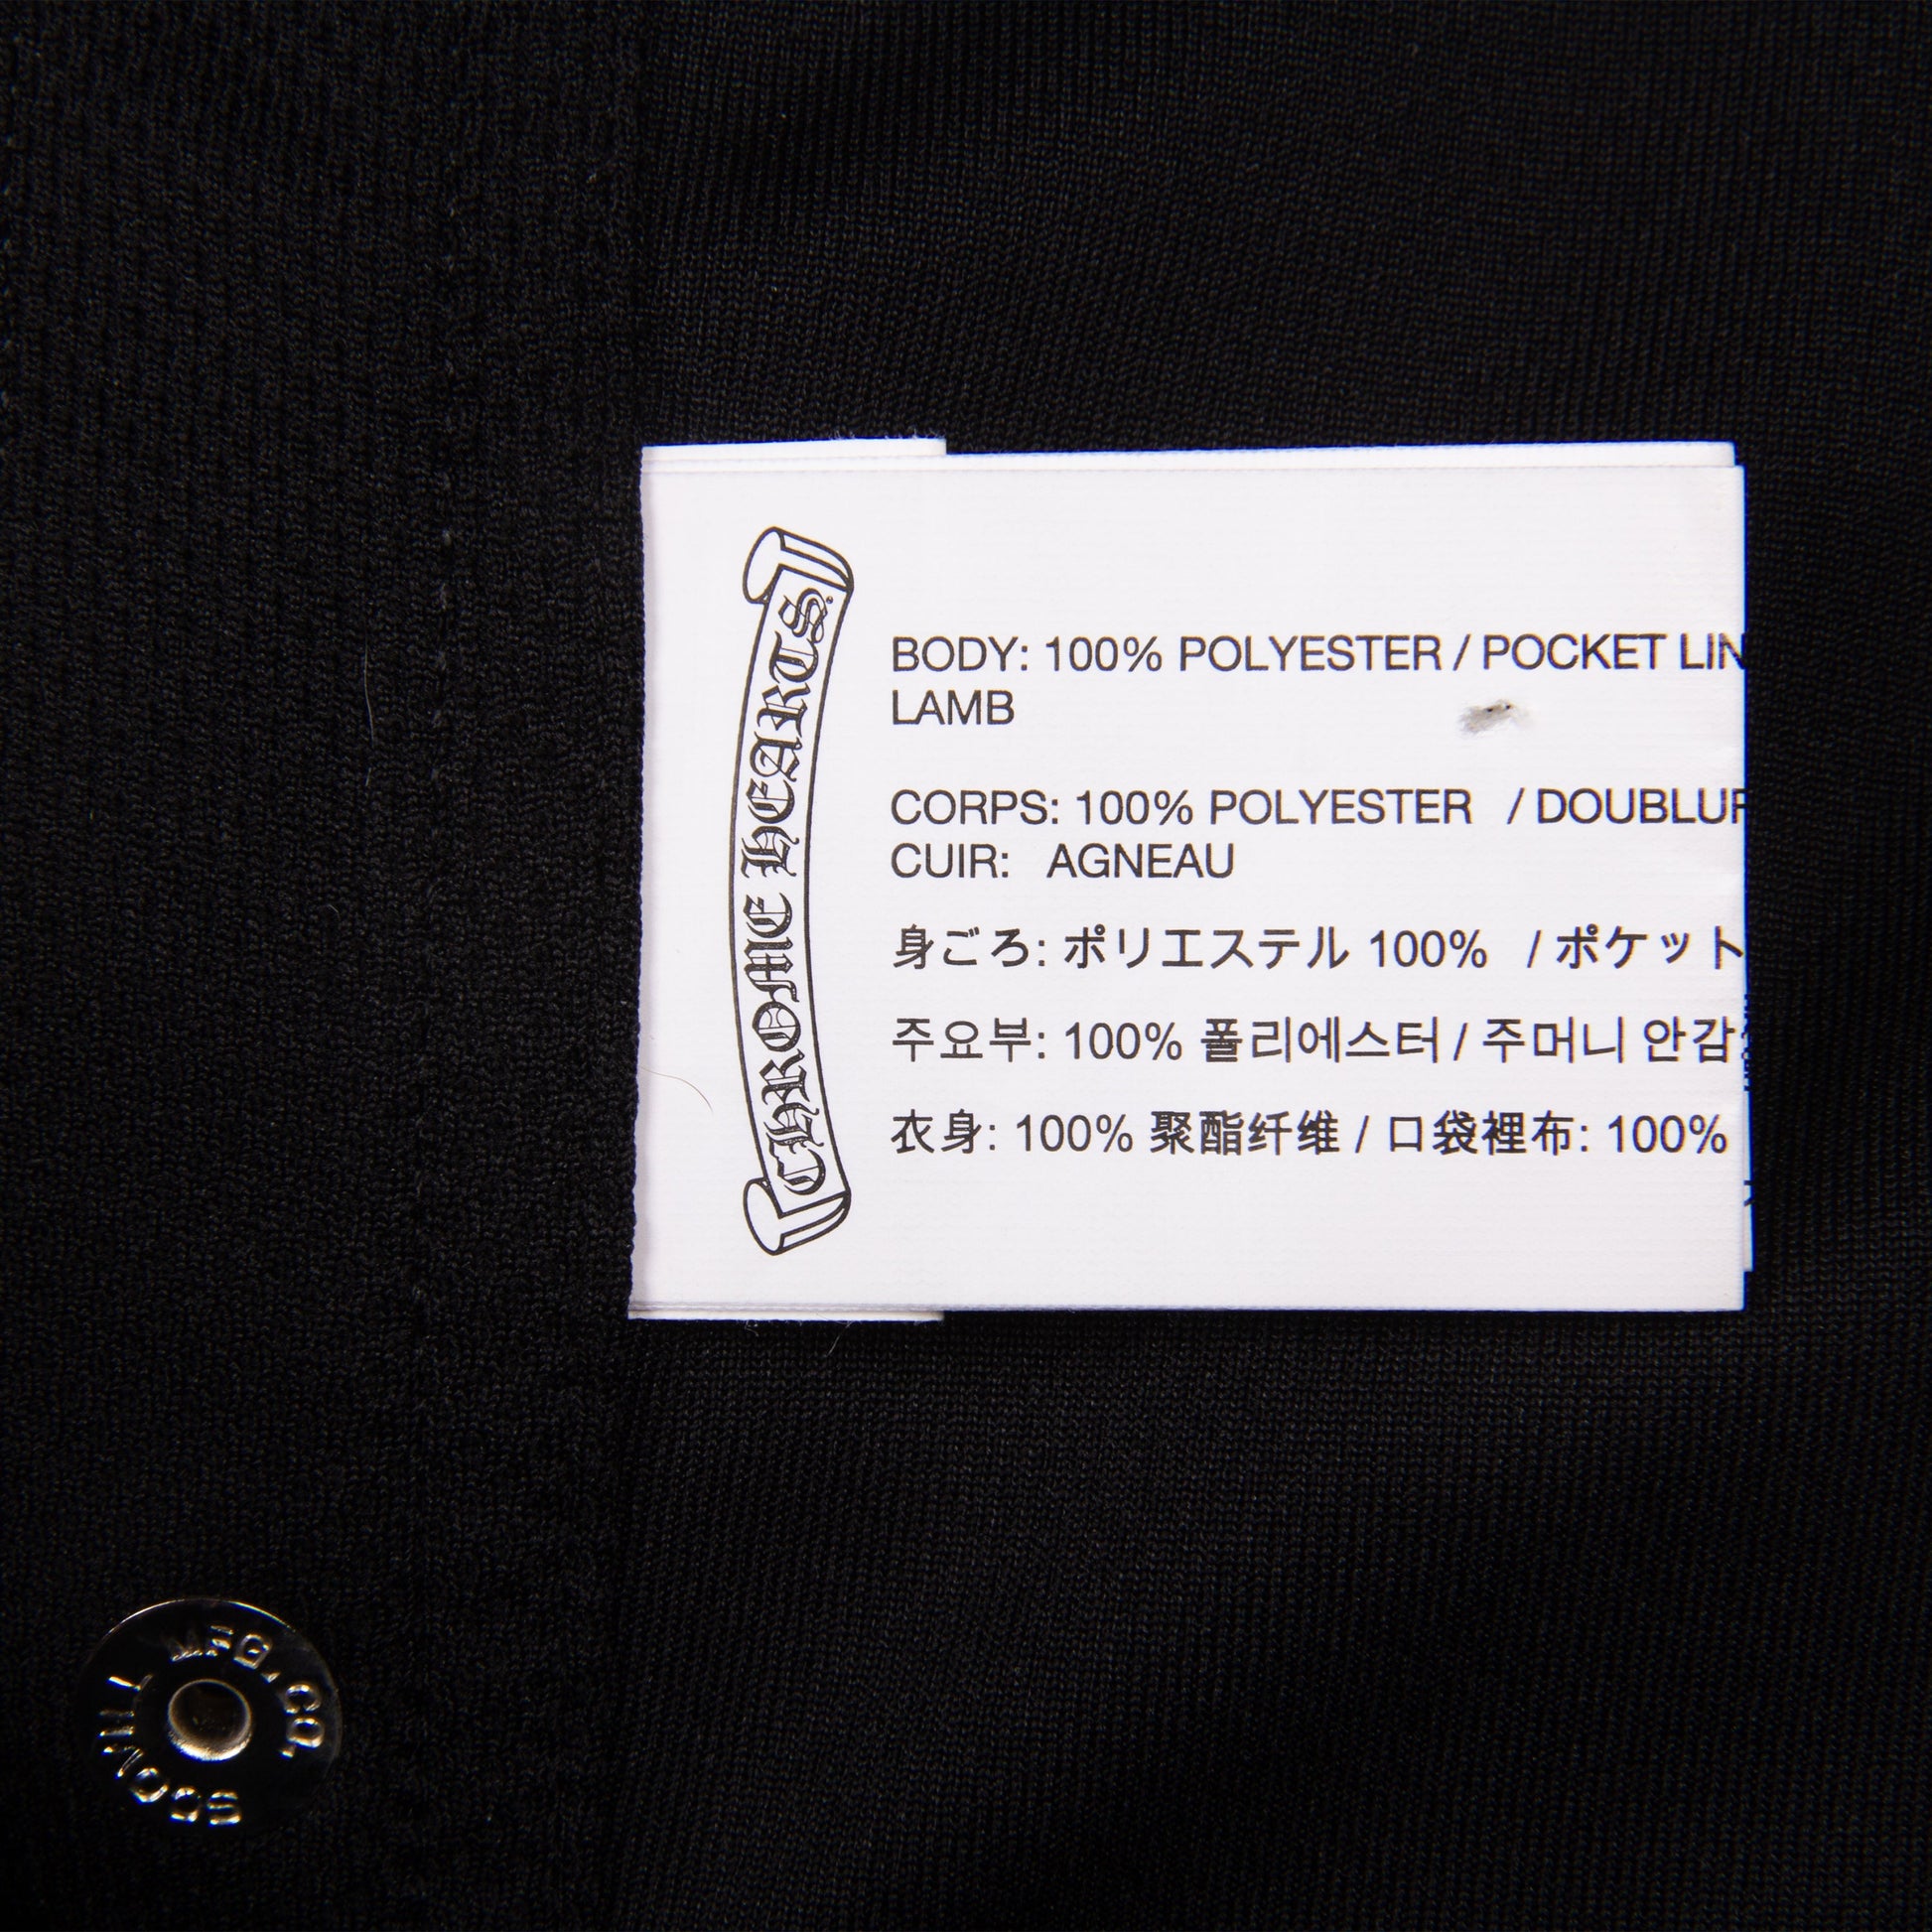 CHROME HEARTS
BODY: 100% POLYESTER / POCKET LIN
LAMB
CORPS: 100% POLYESTER / DOUBLUR
CUIR: AGNEAU
身ごろ: ポリエステル 100% / ポケット
주요부: 100% 폴리에스터 / 주머니 안감
衣身: 100% 聚酯纤维 / 口袋裡布: 100%
SCOVILL MFG. CO.